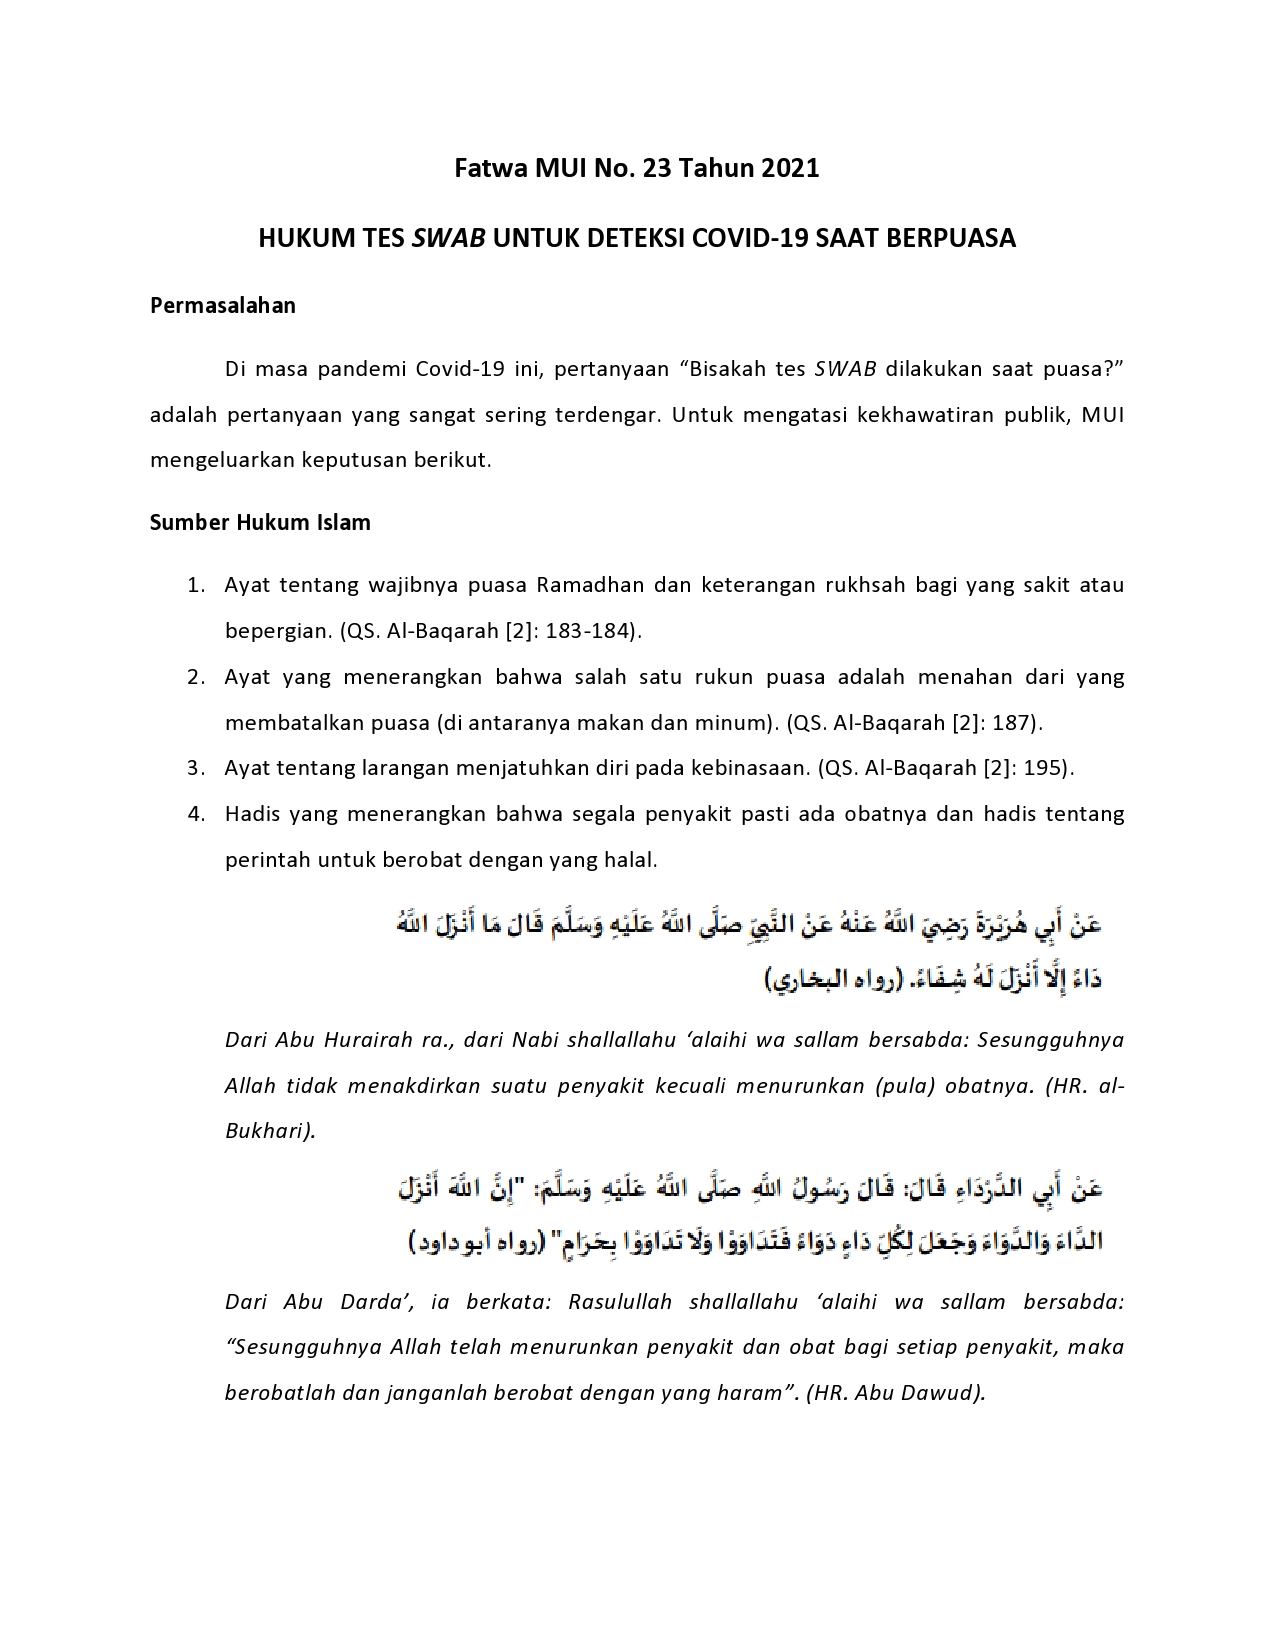 Fatwa MUI No. 23 Tahun 2021
HUKUM TES SWAB UNTUK DETEKSI COVID-19 SAAT BERPUASA
Permasalahan
Di masa pandemi Covid-19 ini, pertanyaan “Bisakah tes SWAB dilakukan saat puasa?”
adalah pertanyaan yang sangat sering terdengar. Untuk mengatasi kekhawatiran publik, MUI
mengeluarkan keputusan berikut.
Sumber Hukum Islam
1. Ayat tentang wajibnya puasa Ramadhan dan keterangan rukhsah bagi yang sakit atau
bepergian. (QS. Al-Baqarah [2]: 183-184).
2. Ayat yang menerangkan bahwa salah satu rukun puasa adalah menahan dari yang
membatalkan puasa (di antaranya makan dan minum). (QS. Al-Baqarah [2]: 187).
3. Ayat tentang larangan menjatuhkan diri pada kebinasaan. (QS. Al-Baqarah [2]: 195).
4. Hadis yang menerangkan bahwa segala penyakit pasti ada obatnya dan hadis tentang
perintah untuk berobat dengan yang halal.
عَنْ أَبِي هُرَيْرَةَ رَضِيَ اللَّهُ عَنْهُ عَنْ النَّبِيِّ صَلَّى اللَّهُ عَلَيْهِ وَسَلَّمَ قَالَ مَا أَنْزَلَ اللَّهُ
دَاءً إِلَّا أَنْزَلَ لَهُ شِفَاءً. (رواه البخاري)
Dari Abu Hurairah ra., dari Nabi shallallahu ‘alaihi wa sallam bersabda: Sesungguhnya
Allah tidak menakdirkan suatu penyakit kecuali menurunkan (pula) obatnya. (HR. al-
Bukhari).
عَنْ أَبِي الدَّرْدَاءِ قَالَ: قَالَ رَسُولُ اللَّهِ صَلَّى اللَّهُ عَلَيْهِ وَسَلَّمَ: "إِنَّ اللَّهَ أَنْزَلَ
الدَّاءَ وَالدَّوَاءَ وَجَعَلَ لِكُلِّ دَاءٍ دَوَاءً فَتَدَاوَوْا وَلَا تَدَاوَوْا بِحَرَامٍ" (رواه أبو داود)
Dari Abu Darda’, ia berkata: Rasulullah shallallahu ‘alaihi wa sallam bersabda:
“Sesungguhnya Allah telah menurunkan penyakit dan obat bagi setiap penyakit, maka
berobatlah dan janganlah berobat dengan yang haram”. (HR. Abu Dawud).